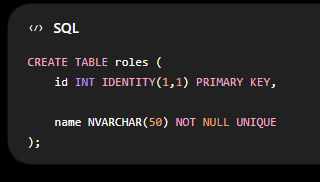 </> SQL
CREATE TABLE roles (
    id INT IDENTITY(1,1) PRIMARY KEY,
    name NVARCHAR(50) NOT NULL UNIQUE
);